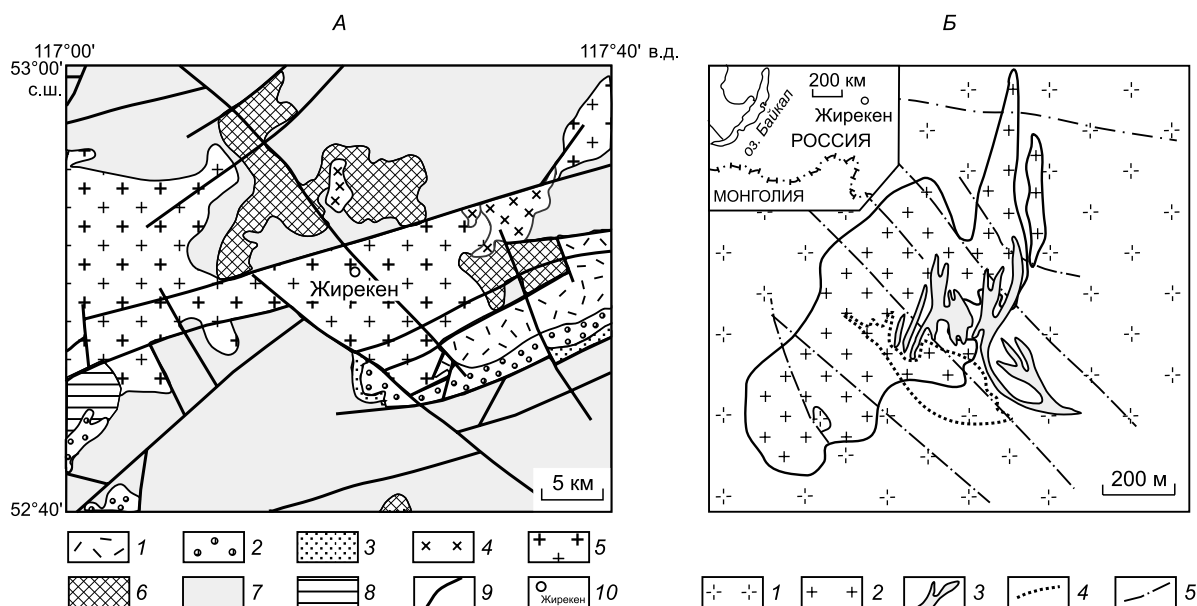 А
Б
117°00'
117°40' в.д.
53°00'
с.ш.
Жирекен
52°40'
5 км
200 км
оз. Байкал
Жирекен
РОССИЯ
МОНГОЛИЯ
200 м
1 2 3 4 5
6 7 8 9 Жирекен 10
1 2 3 4 5